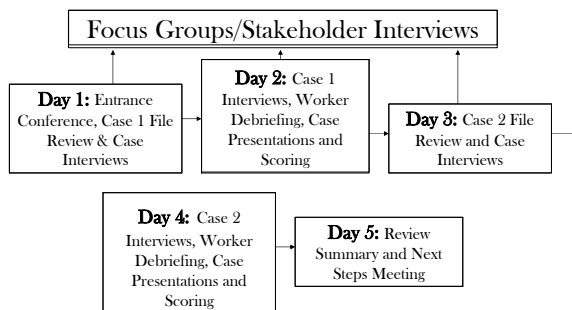 Focus Groups/Stakeholder Interviews
Day 1: Entrance
Conference, Case 1 File
Review & Case
Interviews
Day 2: Case 1
Interviews, Worker
Debriefing, Case
Presentations and
Scoring
Day 3: Case 2 File
Review and Case
Interviews
Day 4: Case 2
Interviews, Worker
Debriefing, Case
Presentations and
Scoring
Day 5: Review
Summary and Next
Steps Meeting